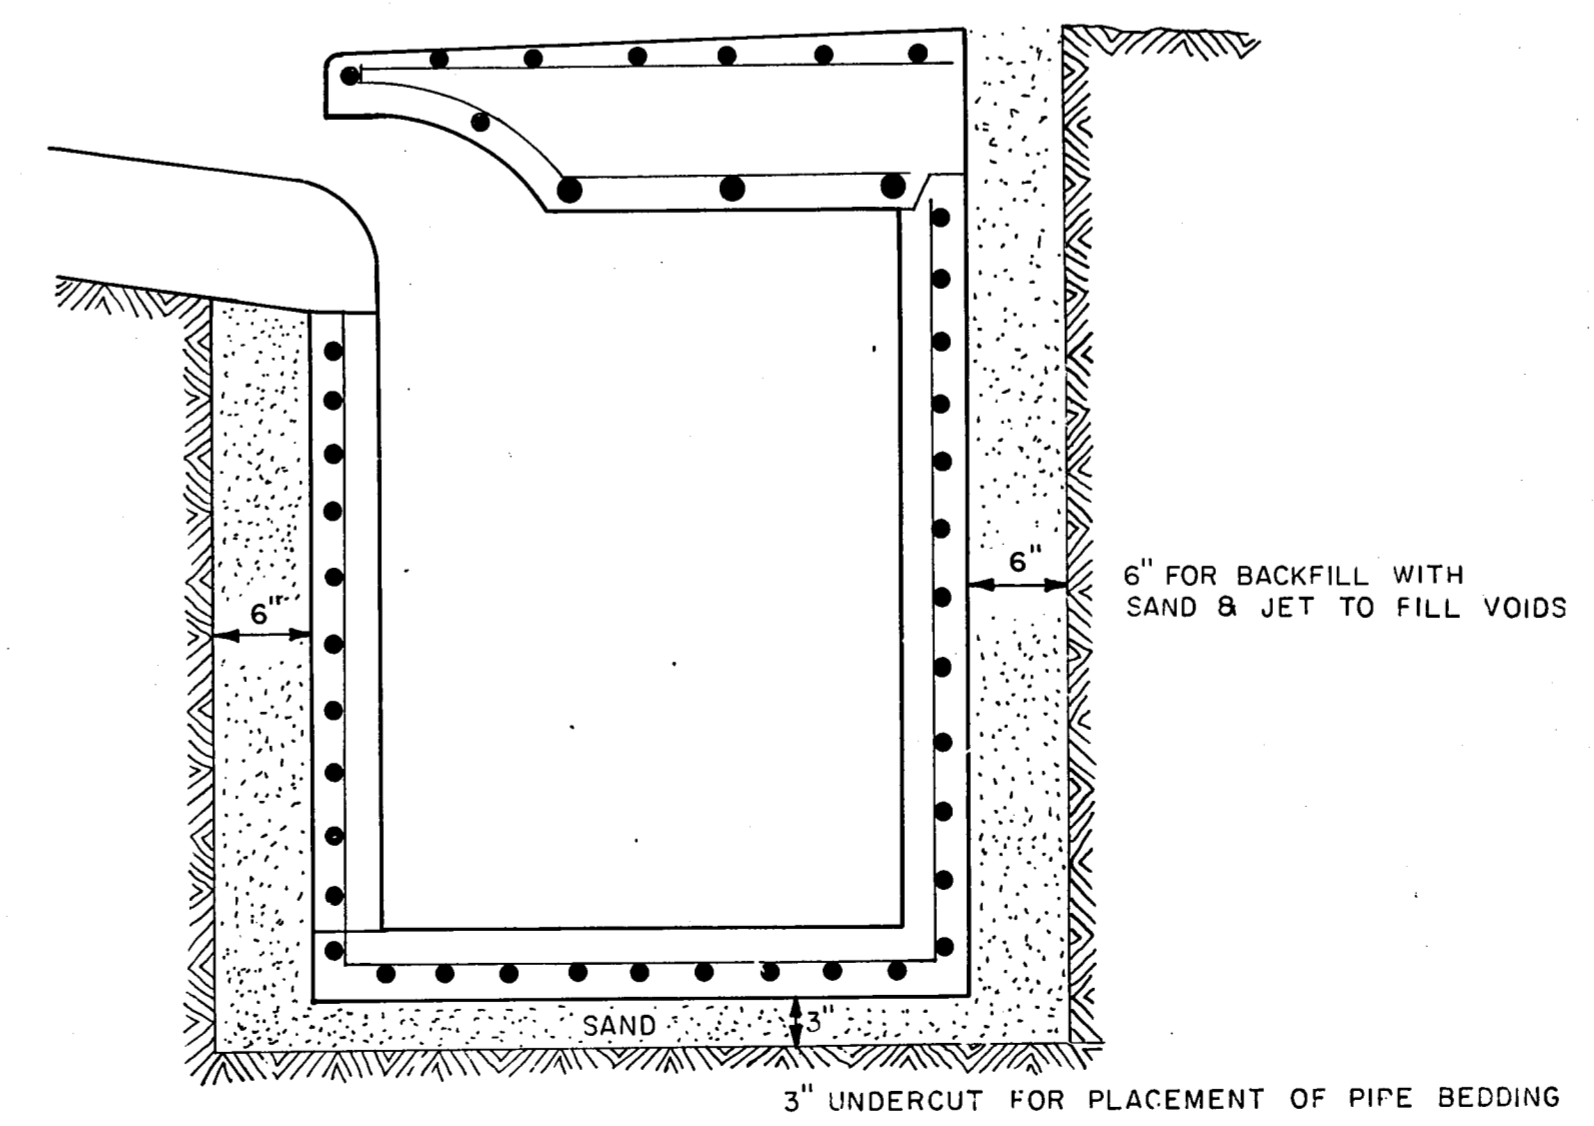 6"
6" FOR BACKFILL WITH
SAND & JET TO FILL VOIDS
6"
SAND
3"
3" UNDERCUT FOR PLACEMENT OF PIPE BEDDING